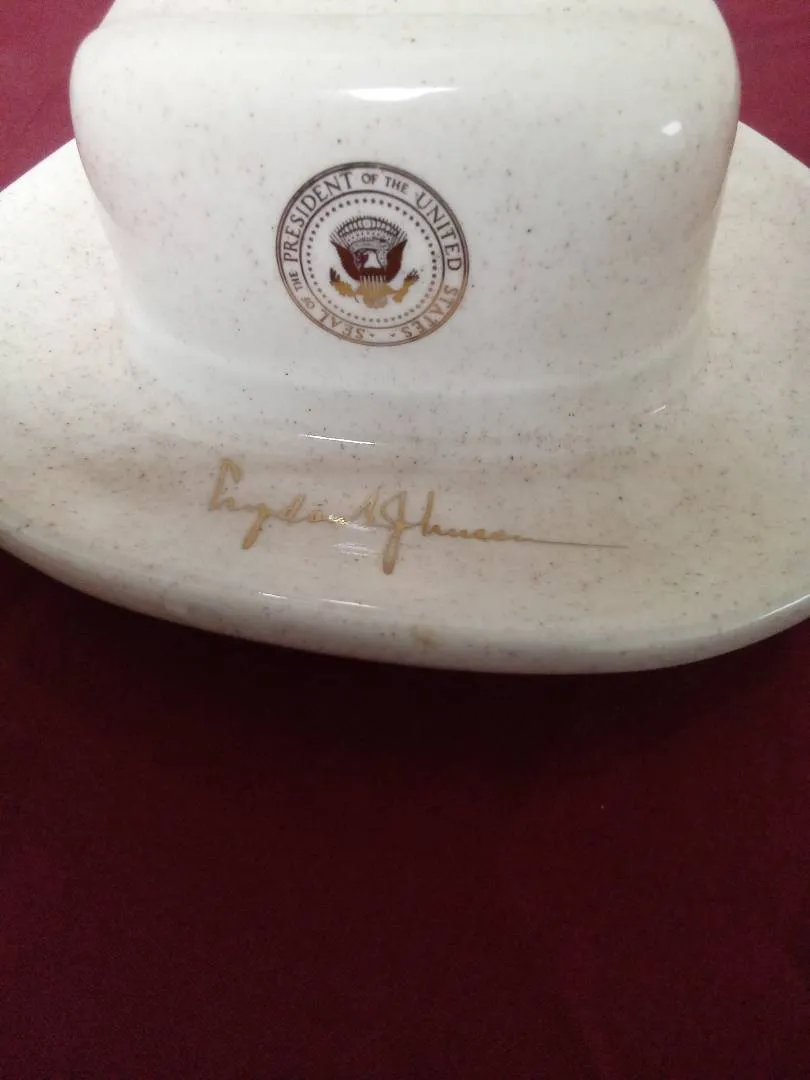 SEAL OF THE PRESIDENT OF THE UNITED STATES
Lyndon B Johnson